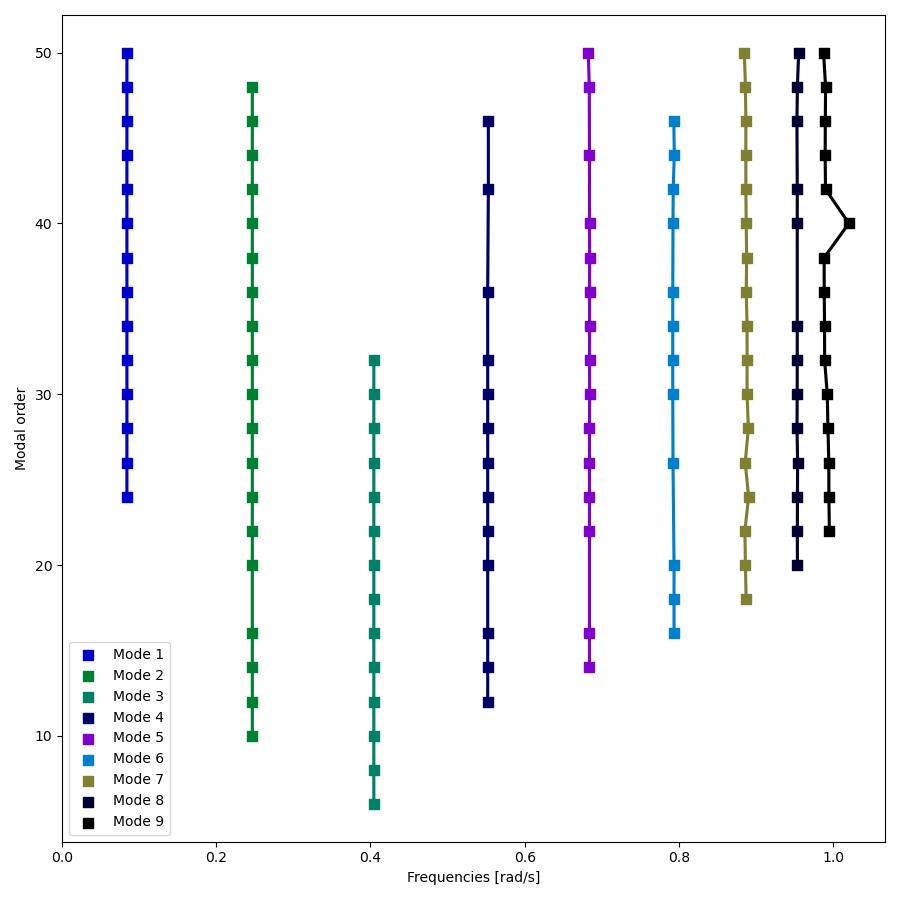 50
40
30
20
10
Modal order
Mode 1
Mode 2
Mode 3
Mode 4
Mode 5
Mode 6
Mode 7
Mode 8
Mode 9
0.0 0.2 0.4 0.6 0.8 1.0
Frequencies [rad/s]